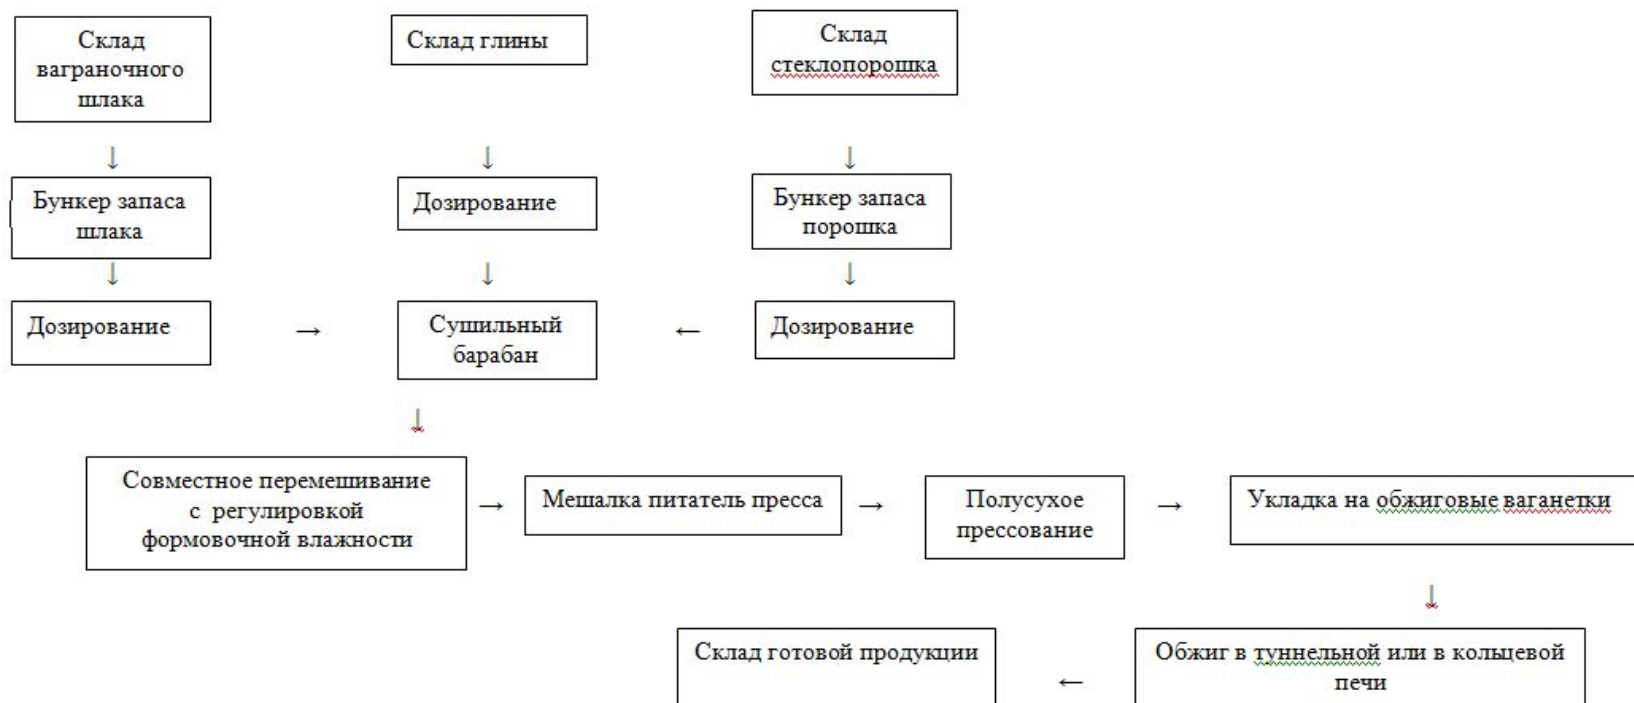 Склад
ваграночного
шлака
Склад глины
Склад
стеклопорошка
↓
↓
↓
Бункер запаса
шлака
Дозирование
Бункер запаса
порошка
↓
↓
↓
Дозирование
→
Сушильный
барабан
←
Дозирование
↓
Совместное перемешивание
с регулировкой
формовочной влажности
→
Мешалка питатель пресса
→
Полусухое
прессование
→
Укладка на обжиговые ваганетки
↓
Склад готовой продукции
←
Обжиг в туннельной или в кольцевой
печи